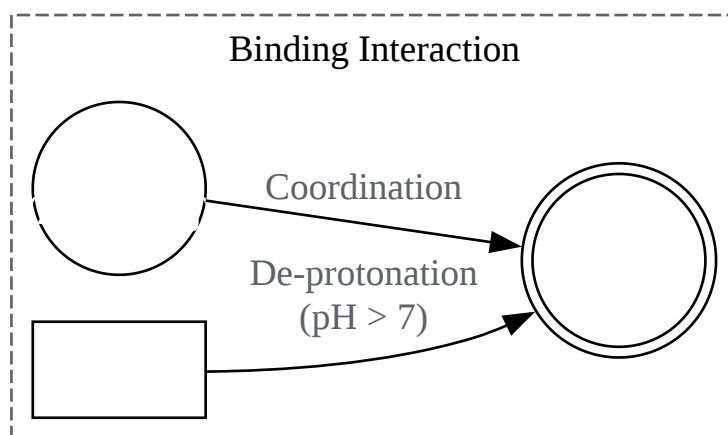 Binding Interaction
Coordination
De-protonation
(pH > 7)